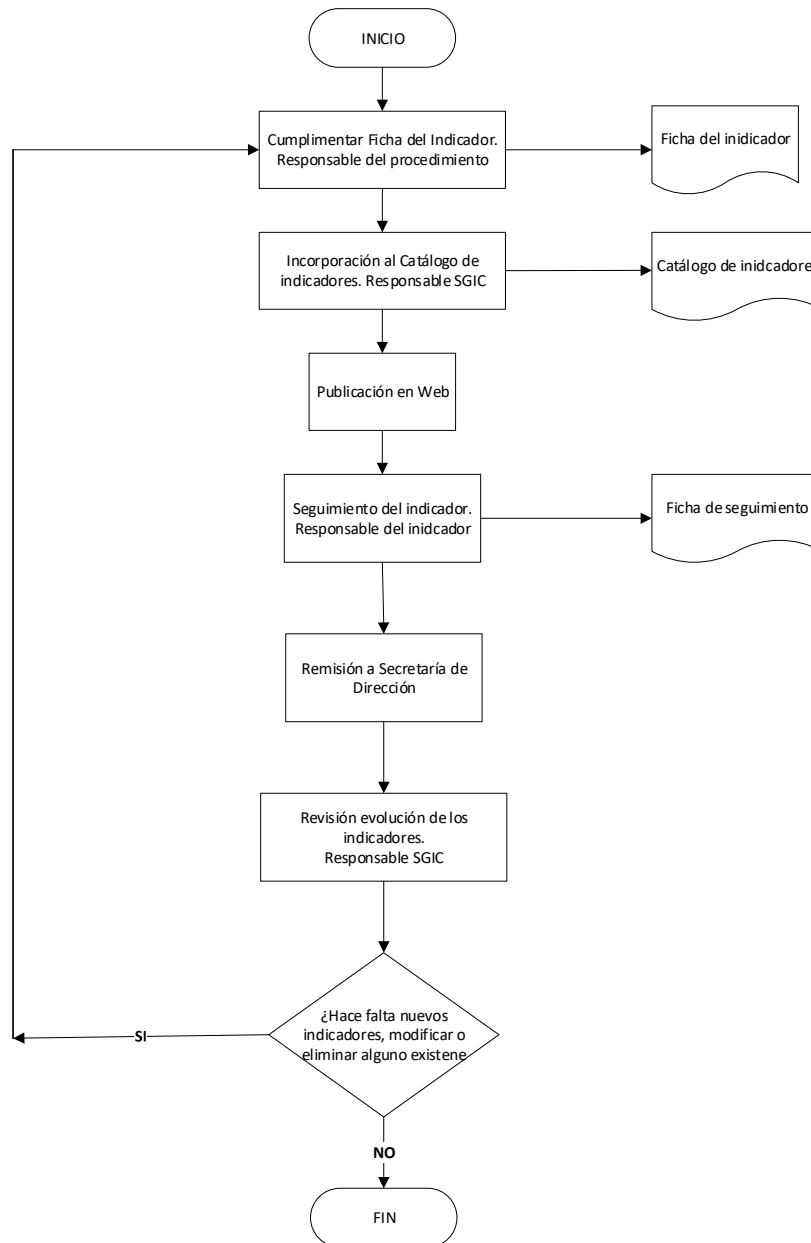 INICIO
Cumplimentar Ficha del Indicador.
Responsable del procedimiento
Ficha del inidicador
Incorporación al Catálogo de
indicadores. Responsable SGIC
Catálogo de inidcadore
Publicación en Web
Seguimiento del indicador.
Responsable del inidcador
Ficha de seguimiento
Remisión a Secretaría de
Dirección
Revisión evolución de los
indicadores.
Responsable SGIC
¿Hace falta nuevos
indicadores, modificar o
eliminar alguno existene
SI
NO
FIN